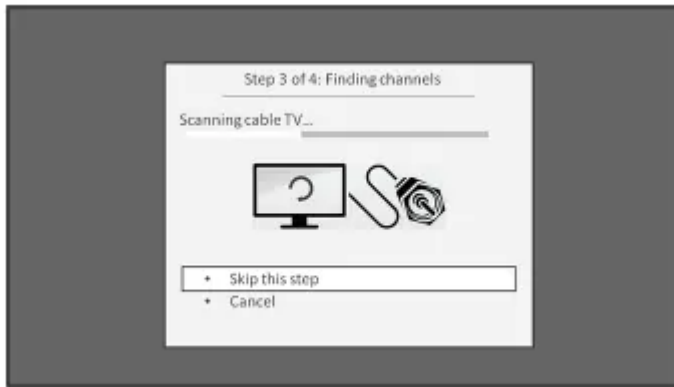 Step 3 of 4: Finding channels
Scanning cable TV...
Skip this step
Cancel